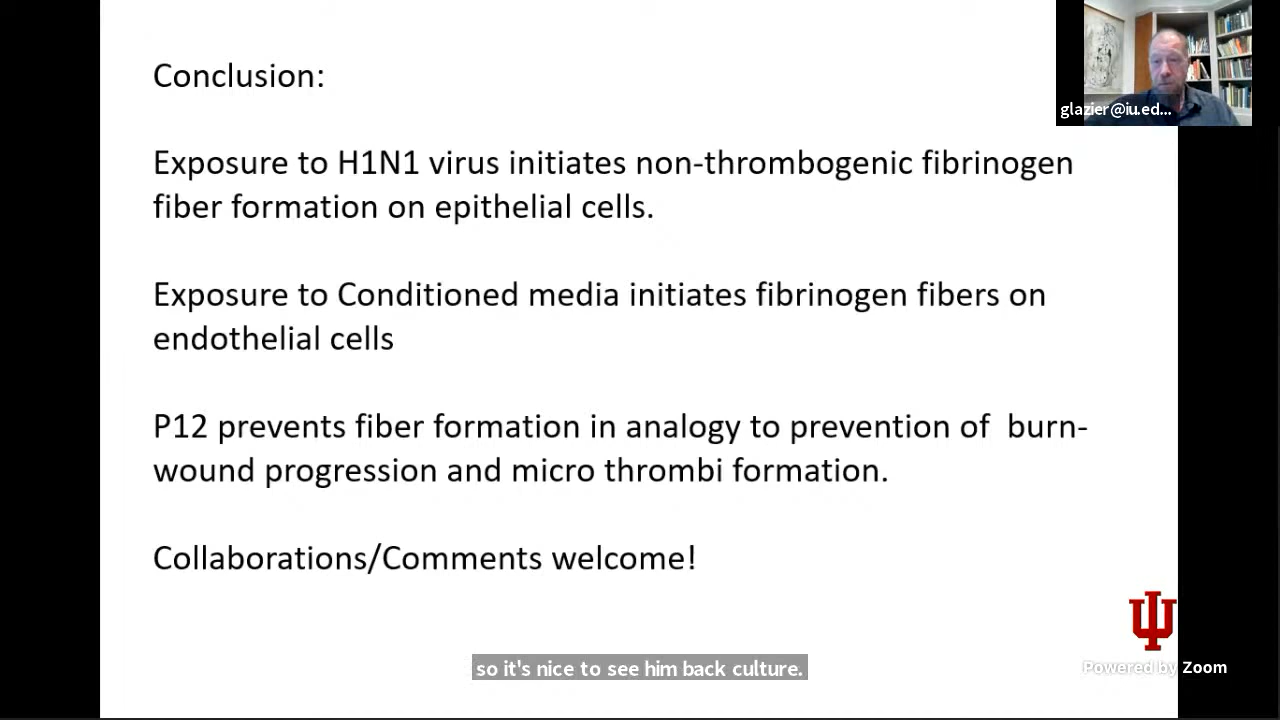 Conclusion:
glazier@iu.ed...
Exposure to H1N1 virus initiates non-thrombogenic fibrinogen
fiber formation on epithelial cells.
Exposure to Conditioned media initiates fibrinogen fibers on
endothelial cells
P12 prevents fiber formation in analogy to prevention of  burn-
wound progression and micro thrombi formation.
Collaborations/Comments welcome!
so it's nice to see him back culture.
Powered by Zoom